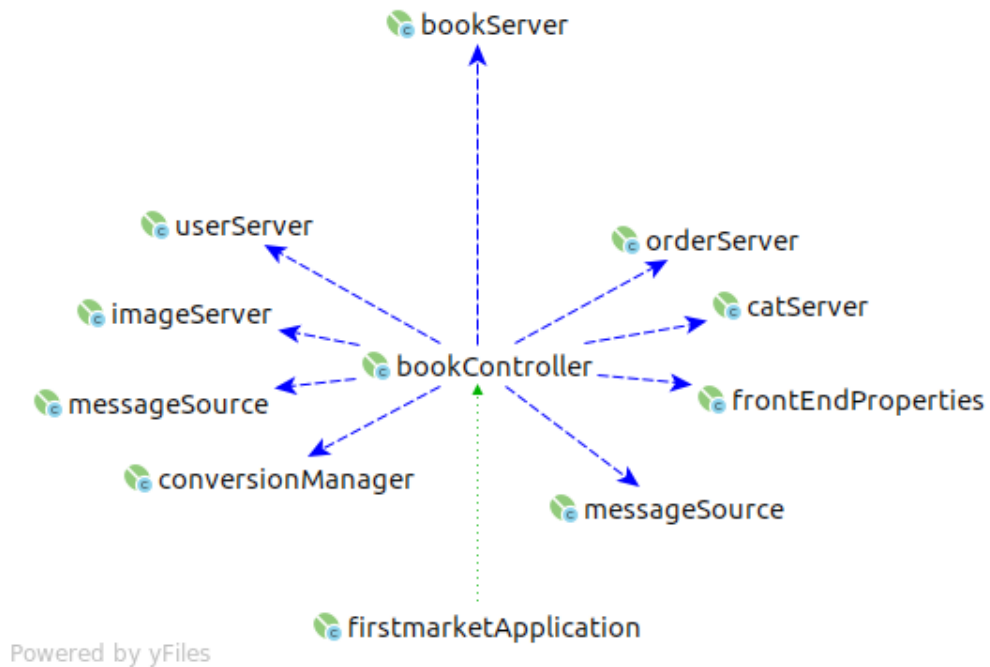 bookServer
userServer
orderServer
catServer
imageServer
bookController
frontEndProperties
messageSource
conversionManager
messageSource
firstmarketApplication
Powered by yFiles